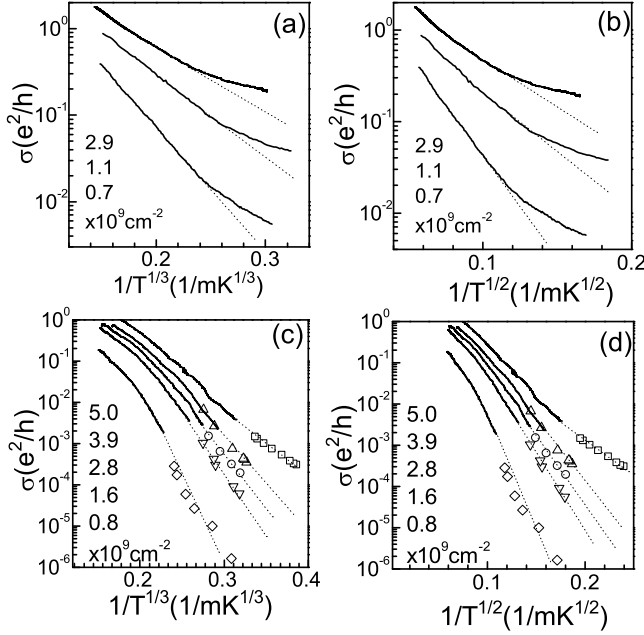 (a)
10⁰
10⁻¹
10⁻²
σ(e²/h)
2.9
1.1
0.7
x10⁹cm⁻²
0.2 0.3
1/T^{1/3}(1/mK^{1/3})
(b)
10⁰
10⁻¹
10⁻²
σ(e²/h)
2.9
1.1
0.7
x10⁹cm⁻²
0.1 0.2
1/T^{1/2}(1/mK^{1/2})
(c)
10⁰
10⁻¹
10⁻²
10⁻³
10⁻⁴
10⁻⁵
10⁻⁶
σ(e²/h)
5.0
3.9
2.8
1.6
0.8
x10⁹cm⁻²
0.2 0.3 0.4
1/T^{1/3}(1/mK^{1/3})
(d)
10⁰
10⁻¹
10⁻²
10⁻³
10⁻⁴
10⁻⁵
10⁻⁶
σ(e²/h)
5.0
3.9
2.8
1.6
0.8
x10⁹cm⁻²
0.1 0.2
1/T^{1/2}(1/mK^{1/2})